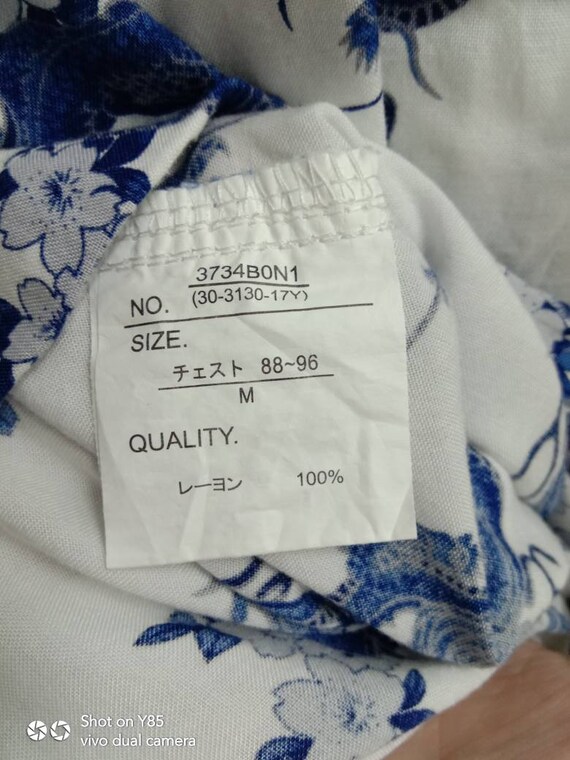 3734B0N1
NO. (30-3130-17Y)
SIZE.
チェスト 88~96
M
QUALITY.
レーヨン 100%
Shot on Y85
vivo dual camera